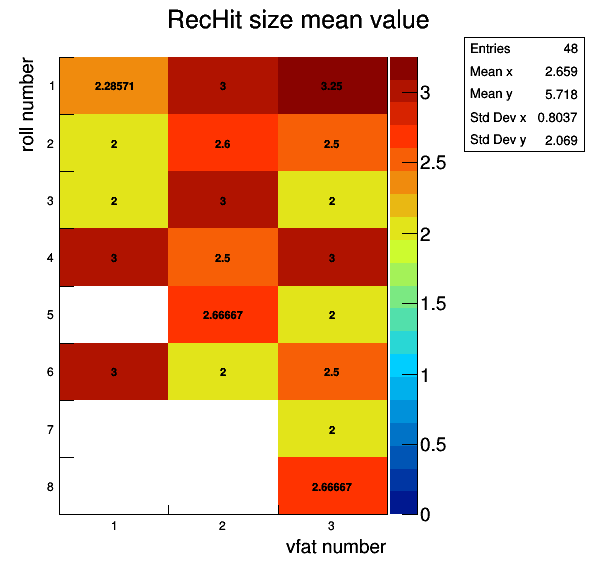 RecHit size mean value
Entries 48
Mean x 2.659
Mean y 5.718
Std Dev x 0.8037
Std Dev y 2.069
roll number
1 2.28571 3 3.25 3
2 2 2.6 2.5 2.5
3 2 3 2 2
4 3 2.5 3
5 2.66667 2 1.5
6 3 2 2.5 1
7 2 0.5
8 2.66667 0
1 2 3
vfat number